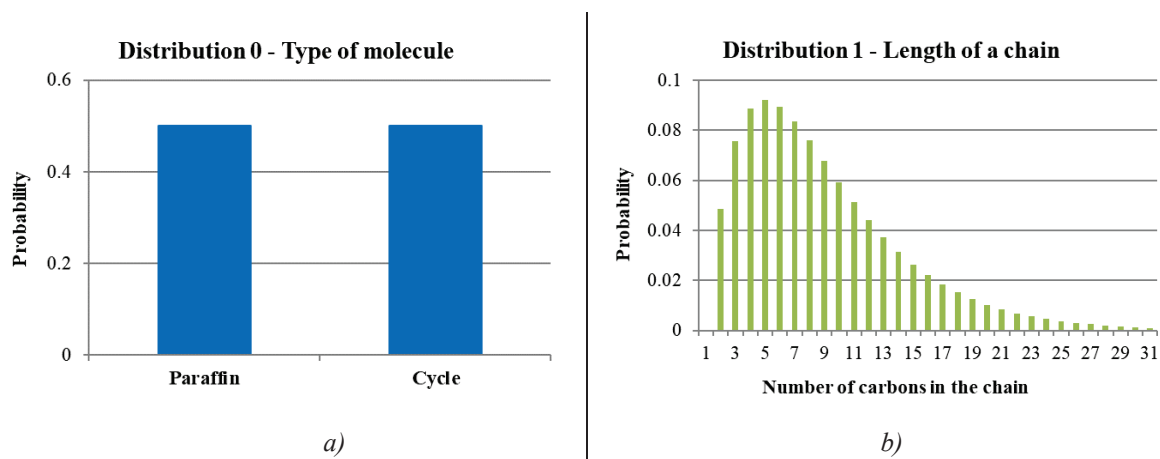 Distribution 0 - Type of molecule
0.6
0.4
0.2
0
Probability
Paraffin Cycle
a)
Distribution 1 - Length of a chain
0.1
0.08
0.06
0.04
0.02
0
Probability
1 3 5 7 9 11 13 15 17 19 21 23 25 27 29 31
Number of carbons in the chain
b)